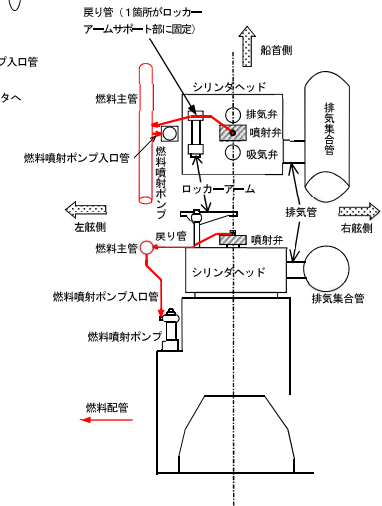 戻り管（１箇所がロッカー
アームサポート部に固定）
船首側
プ入口管
タへ
シリンダヘッド
燃料主管
排気弁
噴射弁
吸気弁
排気集合管
燃料噴射ポンプ入口管
燃料噴射ポンプ
ロッカーアーム
排気管
左舷側
右舷側
戻り管
噴射弁
燃料主管
シリンダヘッド
燃料噴射ポンプ入口管
排気集合管
燃料噴射ポンプ
燃料配管